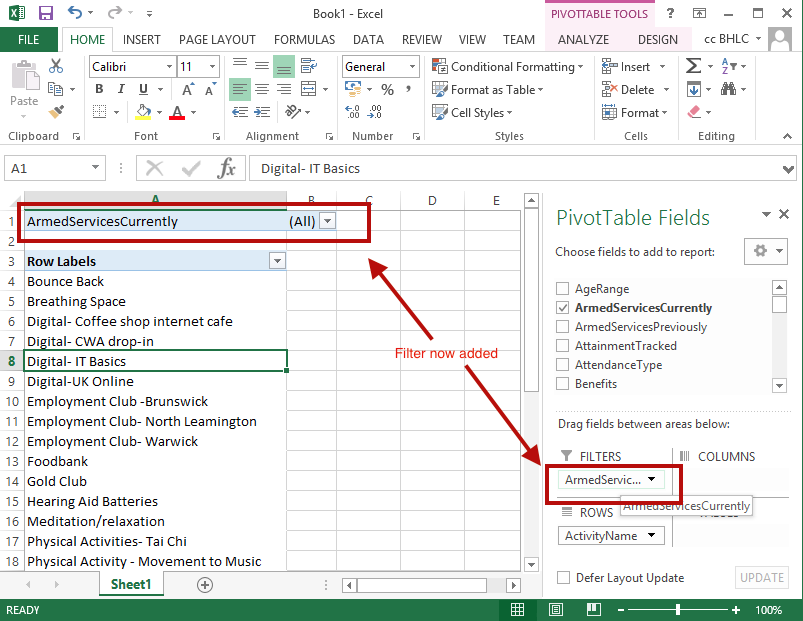 Book1 - Excel
PIVOTTABLE TOOLS
?
FILE HOME INSERT PAGE LAYOUT FORMULAS DATA REVIEW VIEW TEAM ANALYZE DESIGN cc BHLC
Paste
Calibri 11
General
Conditional Formatting
Format as Table
Cell Styles
Insert
Delete
Format
B I U
Clipboard Font Alignment Number Styles Cells Editing
A1
fx
Digital- IT Basics
A B C D E
1 ArmedServicesCurrently (All)
2
3 Row Labels
4 Bounce Back
5 Breathing Space
6 Digital- Coffee shop internet cafe
7 Digital- CWA drop-in
8 Digital- IT Basics
9 Digital-UK Online
10 Employment Club -Brunswick
11 Employment Club- North Leamington
12 Employment Club- Warwick
13 Foodbank
14 Gold Club
15 Hearing Aid Batteries
16 Meditation/relaxation
17 Physical Activities- Tai Chi
18 Physical Activity - Movement to Music
Filter now added
Sheet1
PivotTable Fields
Choose fields to add to report:
AgeRange
ArmedServicesCurrently
ArmedServicesPreviously
AttainmentTracked
AttendanceType
Benefits
Drag fields between areas below:
FILTERS COLUMNS
ArmedServic...
ArmedServicesCurrently
ROWS
ActivityName
Defer Layout Update UPDATE
READY 100%